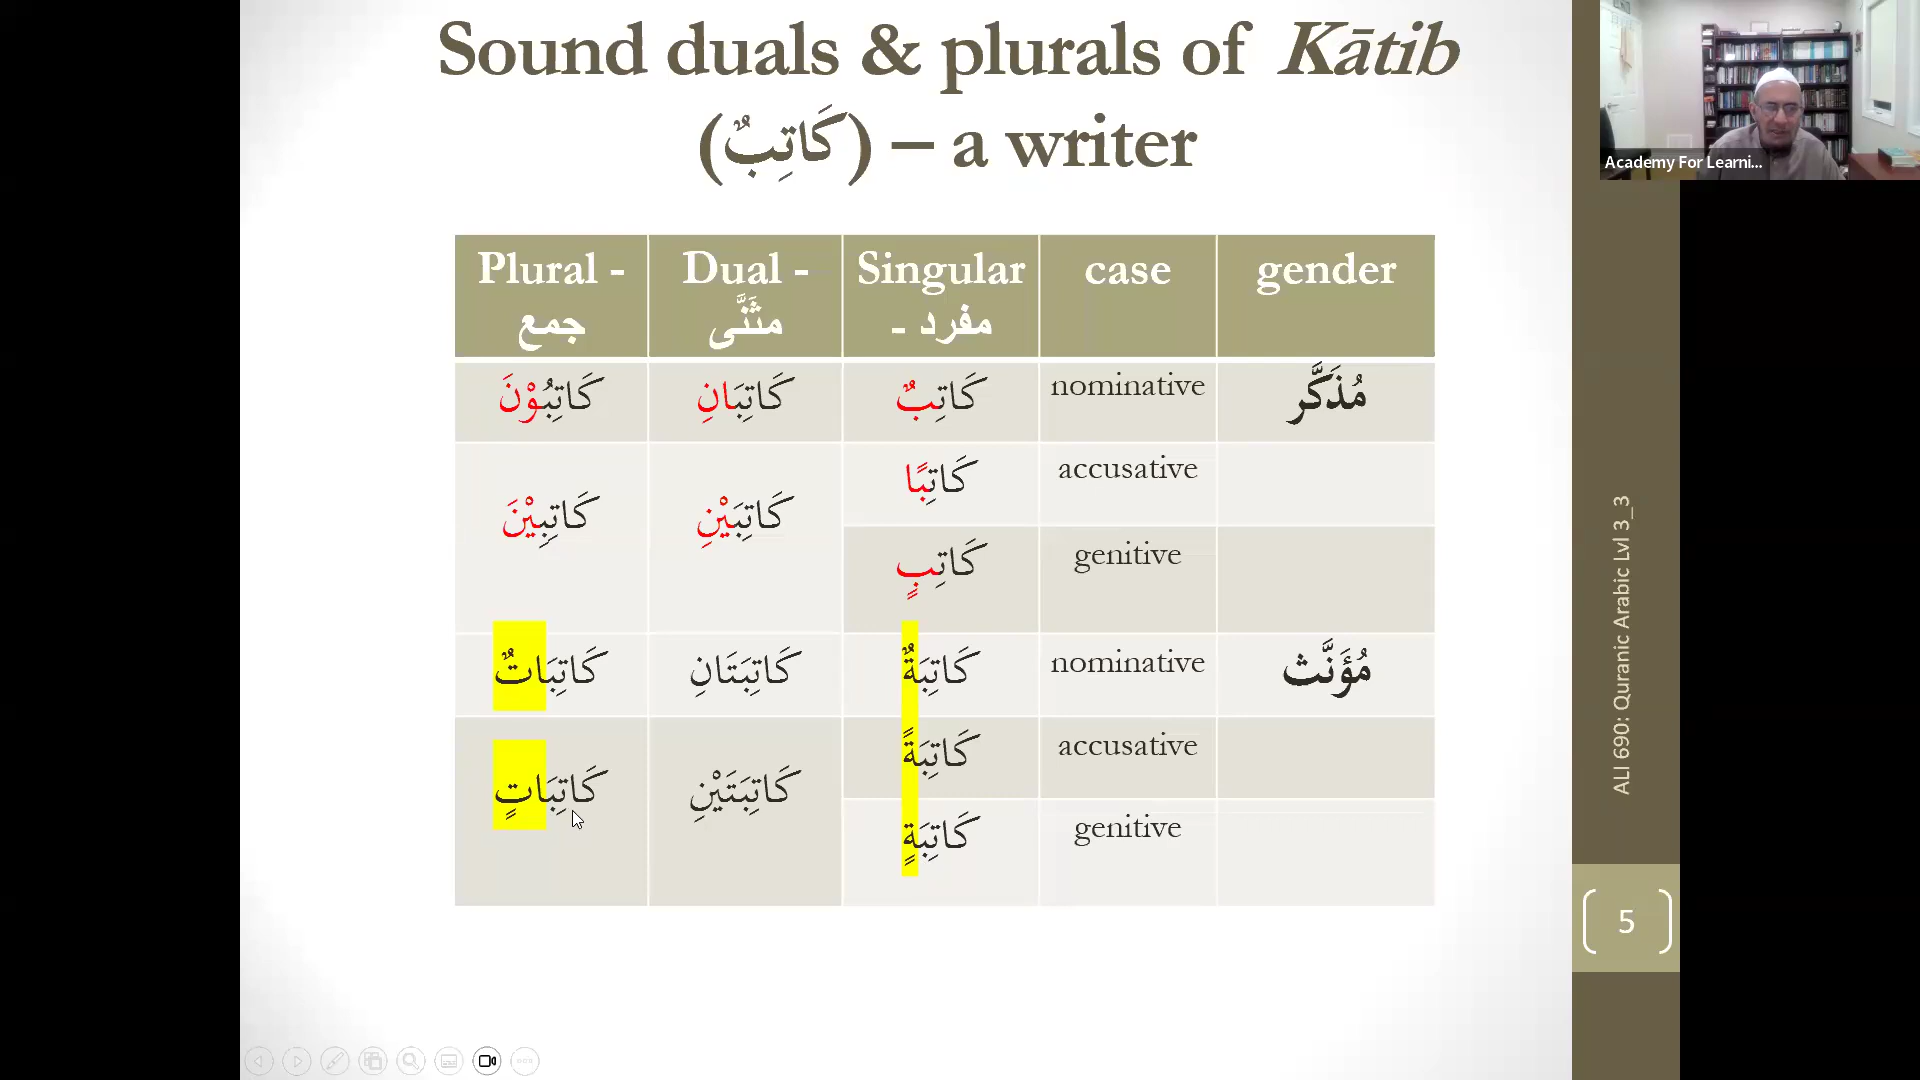 Sound duals & plurals of Kātib
(كَاتِبٌ) – a writer
Academy For Learni...
Plural - Dual - Singular case gender
جمع مثَنَّى مفرد -
كَاتِبُوْنَ كَاتِبَانِ كَاتِبٌ nominative مُذَكَّر
كَاتِبًا accusative
كَاتِبِيْنَ كَاتِبَيْنِ
كَاتِبٍ genitive
كَاتِبَاتٌ كَاتِبَتَانِ كَاتِبَةٌ nominative مُؤَنَّث
كَاتِبَةً accusative
كَاتِبَاتٍ كَاتِبَتَيْنِ
كَاتِبَةٍ genitive
ALI 690: Quranic Arabic Lvl 3_3
5